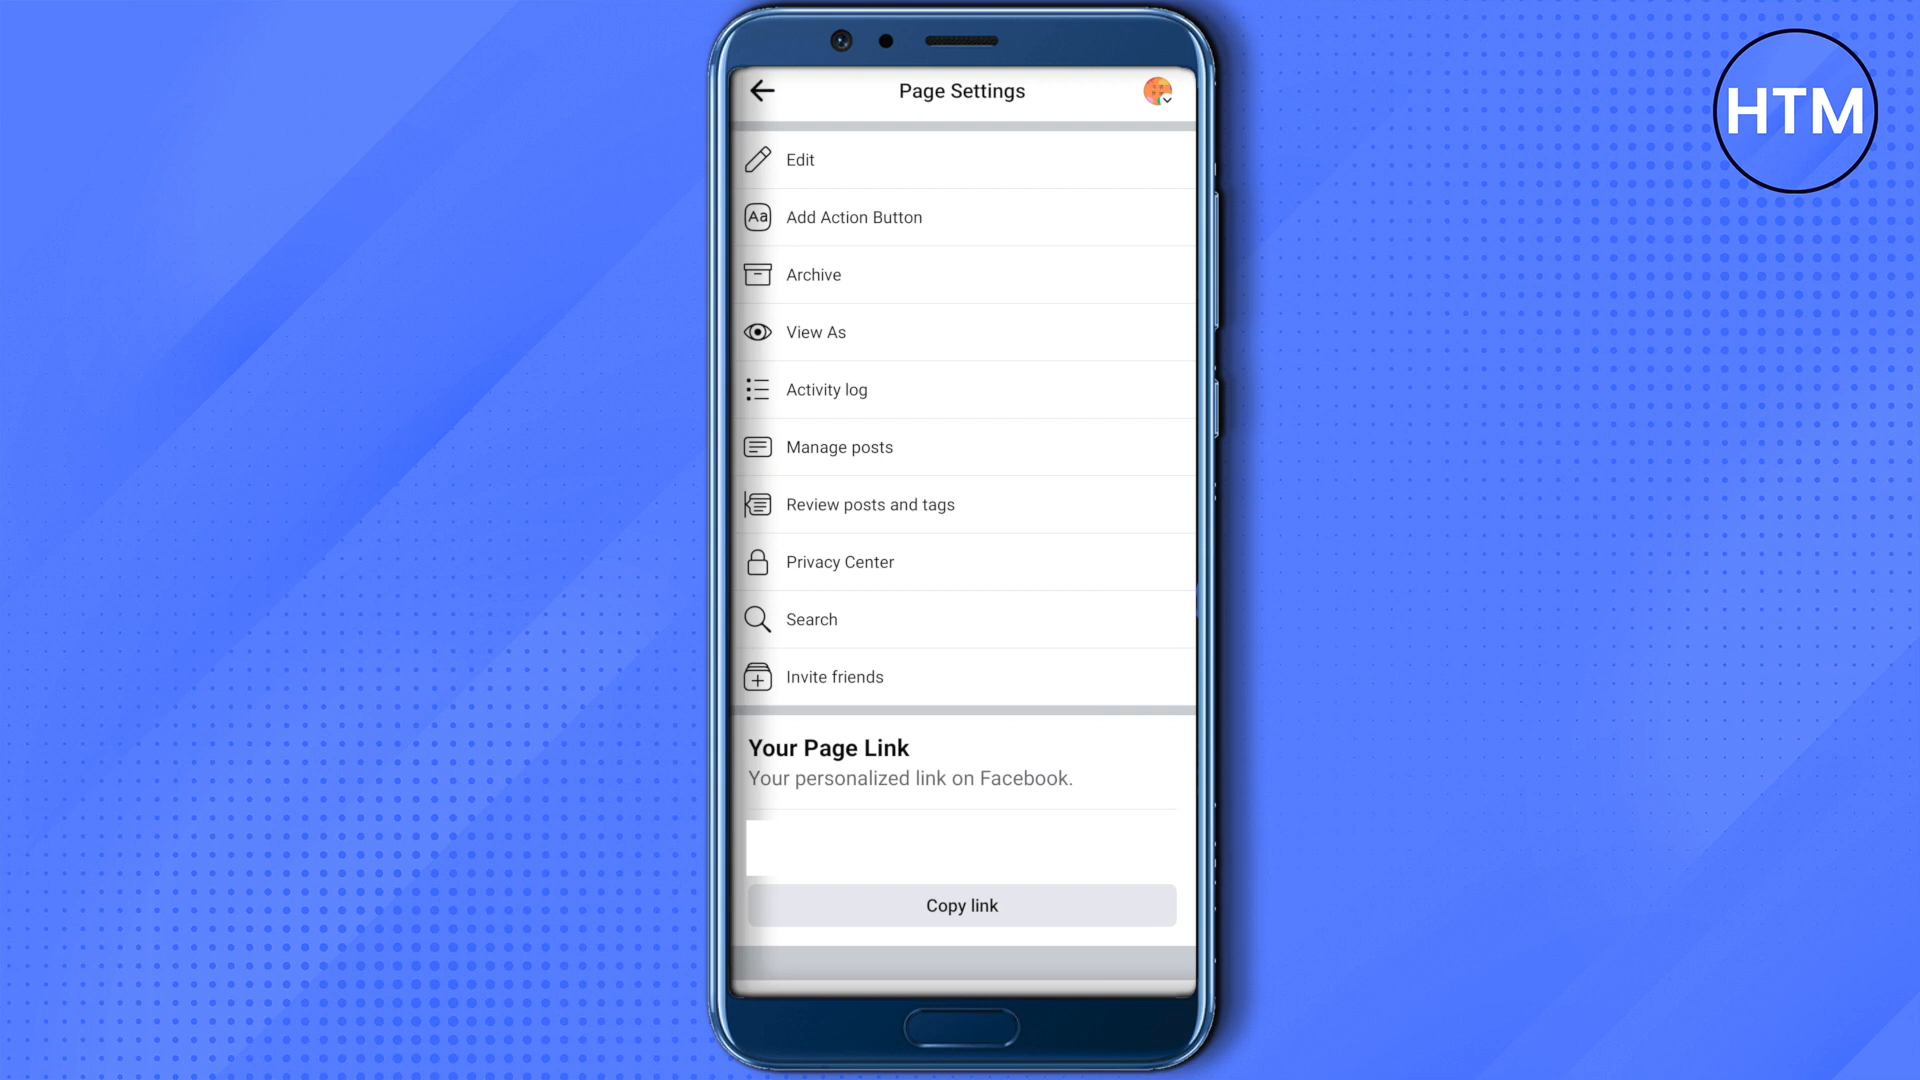 HTM
Page Settings
Edit
Aa
Add Action Button
Archive
View As
Activity log
Manage posts
Review posts and tags
Privacy Center
Search
Invite friends
Your Page Link
Your personalized link on Facebook.
Copy link